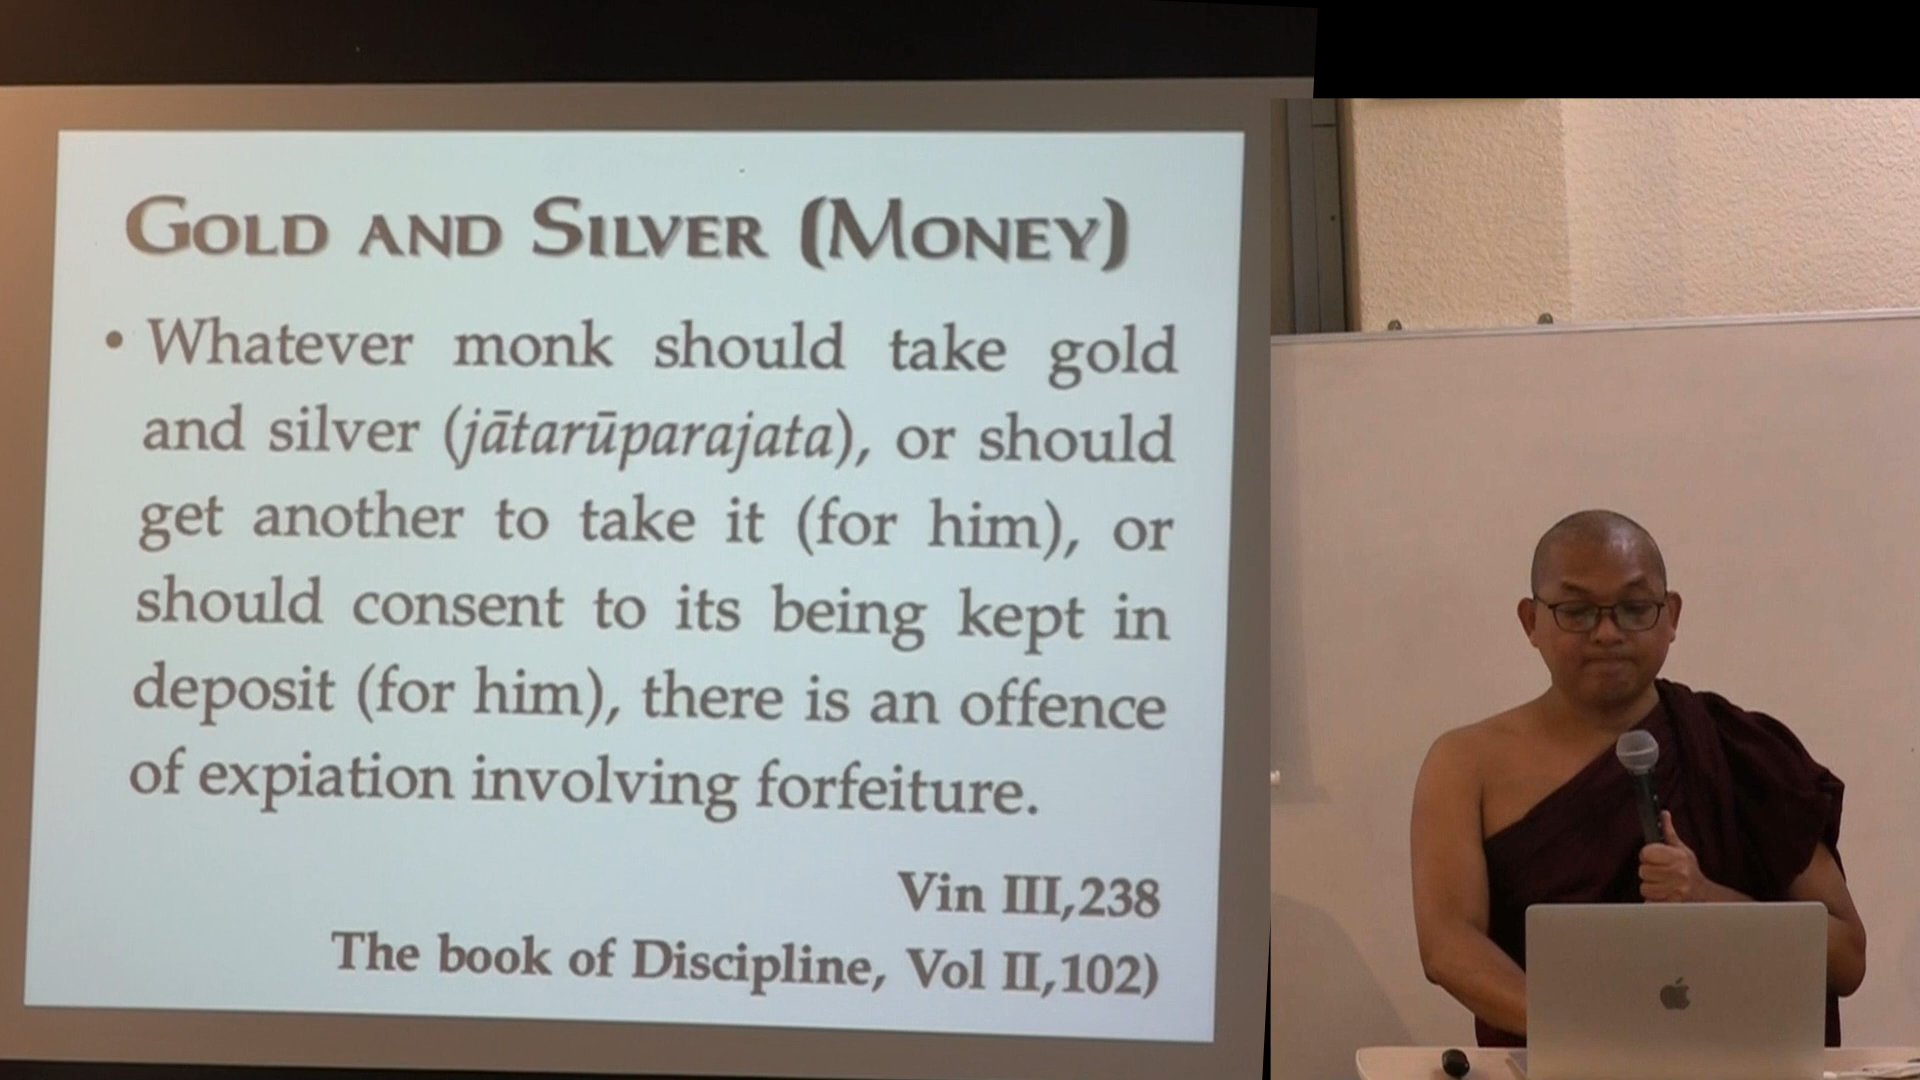 GOLD AND SILVER (MONEY)
• Whatever monk should take gold
and silver (jātarūparajata), or should
get another to take it (for him), or
should consent to its being kept in
deposit (for him), there is an offence
of expiation involving forfeiture.
Vin III,238
The book of Discipline, Vol II,102)